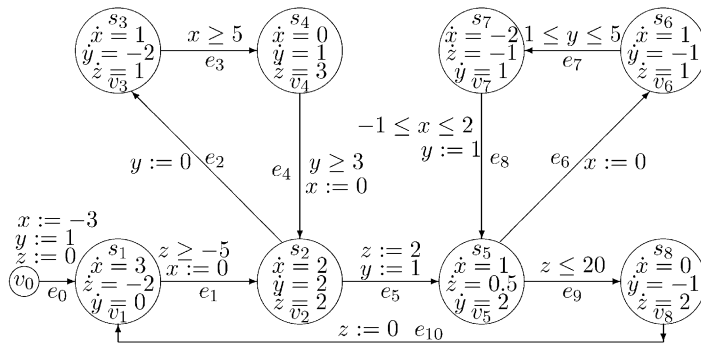 s₃
ẋ = 1
ẏ = -2
ż = 1
v₃
x ≥ 5
e₃
s₄
ẋ = 0
ẏ = 1
ż = 3
v₄
s₇
ẋ = -2
ż = -1
ẏ = 1
v₇
1 ≤ y ≤ 5
e₇
s₆
ẋ = 1
ẏ = -1
ż = 1
v₆
y := 0
e₂
e₄
y ≥ 3
x := 0
-1 ≤ x ≤ 2
y := 1
e₈
e₆
x := 0
x := -3
y := 1
z := 0
v₀
e₀
s₁
ẋ = 3
ż = -2
ẏ = 0
v₁
z ≥ -5
x := 0
e₁
s₂
ẋ = 2
ẏ = 2
ż = 2
v₂
z := 2
y := 1
e₅
s₅
ẋ = 1
ż = 0.5
ẏ = 2
v₅
z ≤ 20
e₉
s₈
ẋ = 0
ẏ = -1
ż = 2
v₈
z := 0 e₁₀